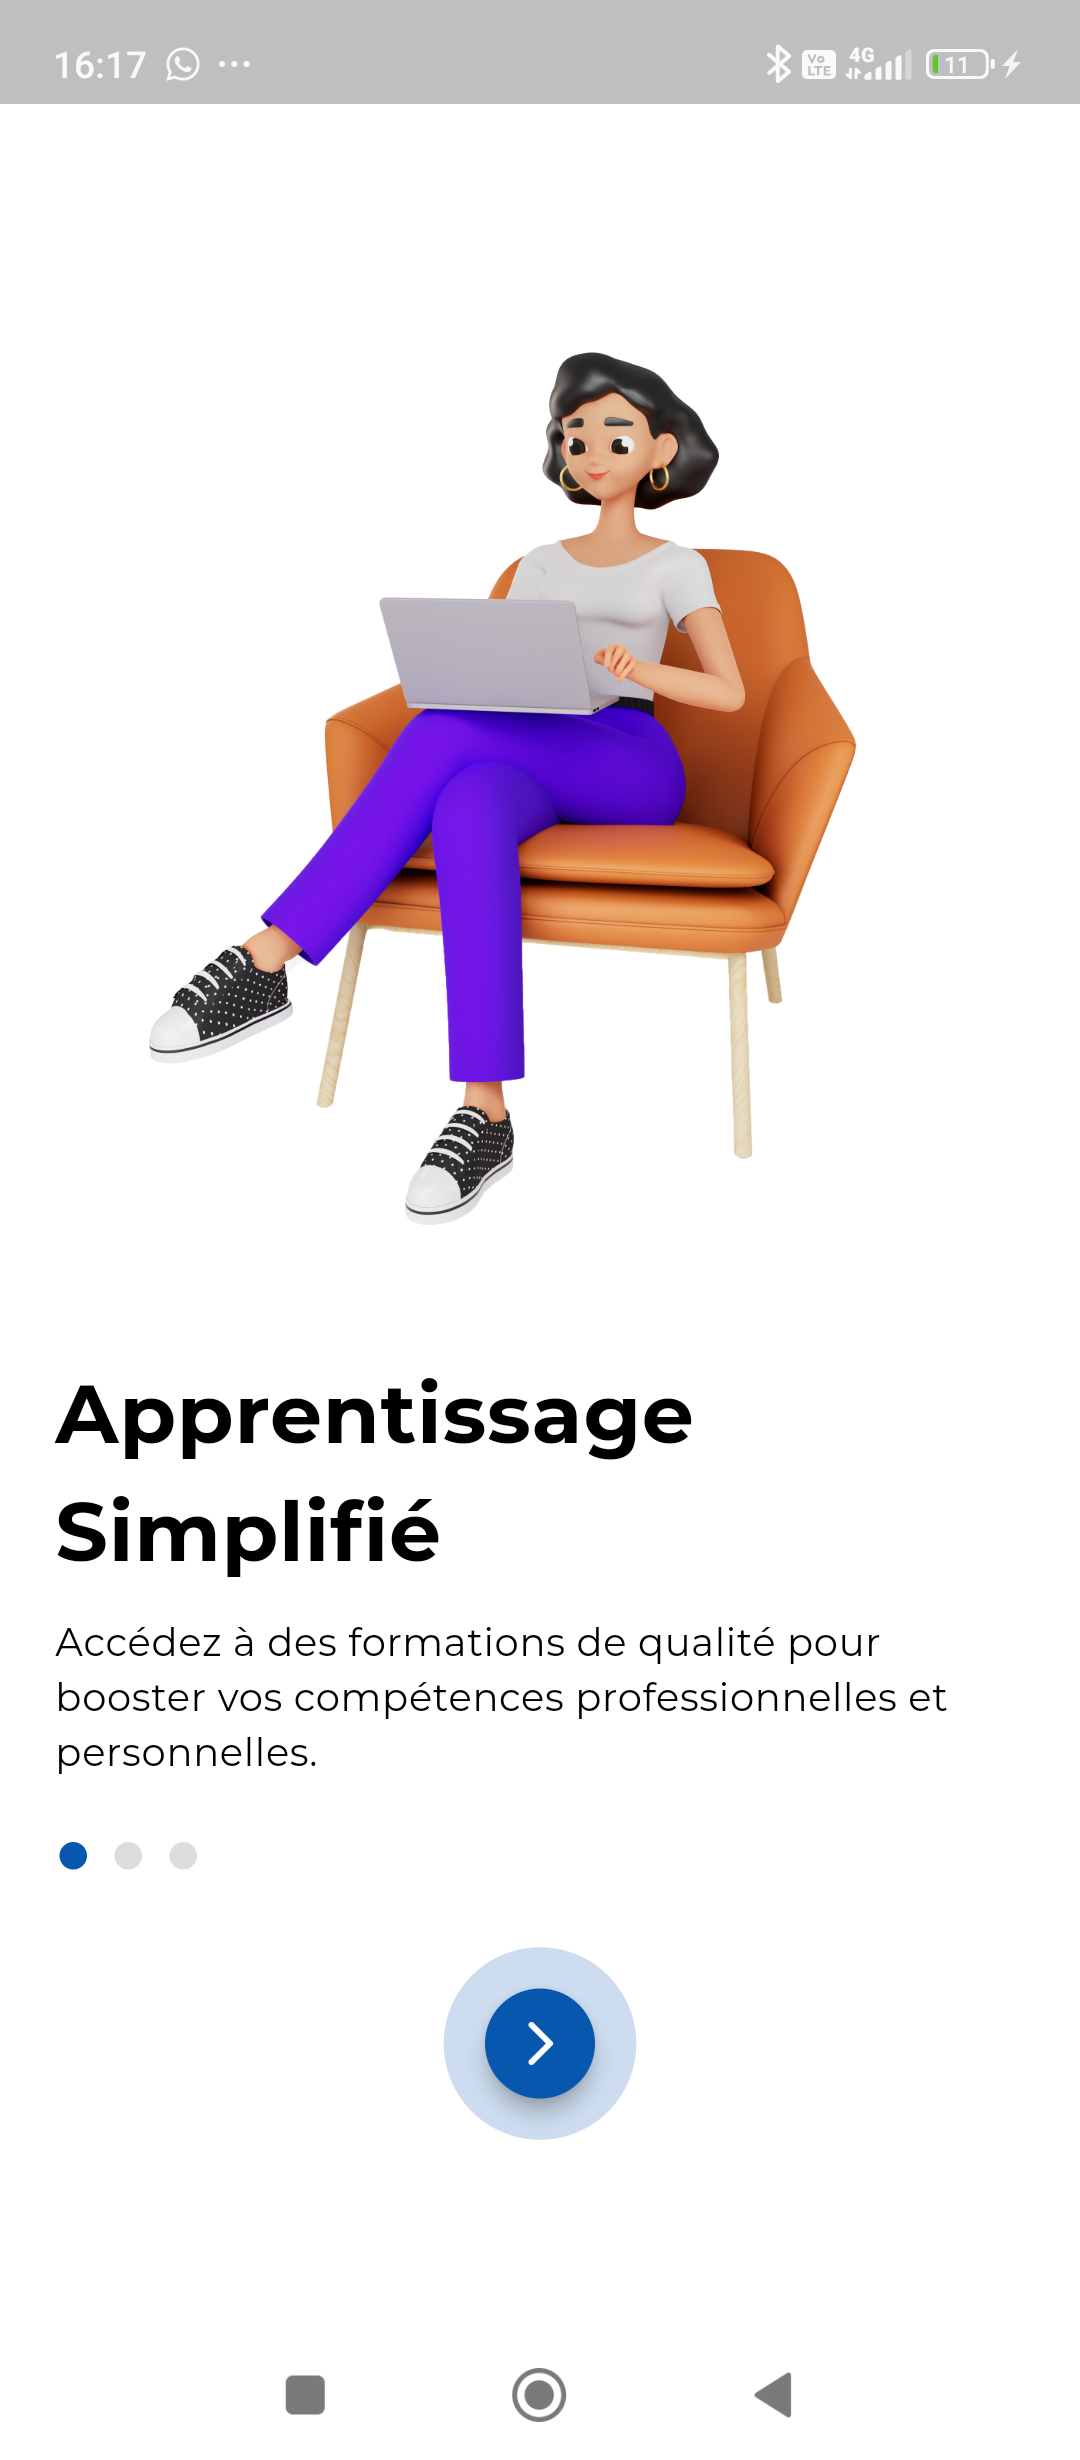 16:17
Vo LTE
4G
11
Apprentissage
Simplifié
Accédez à des formations de qualité pour
booster vos compétences professionnelles et
personnelles.